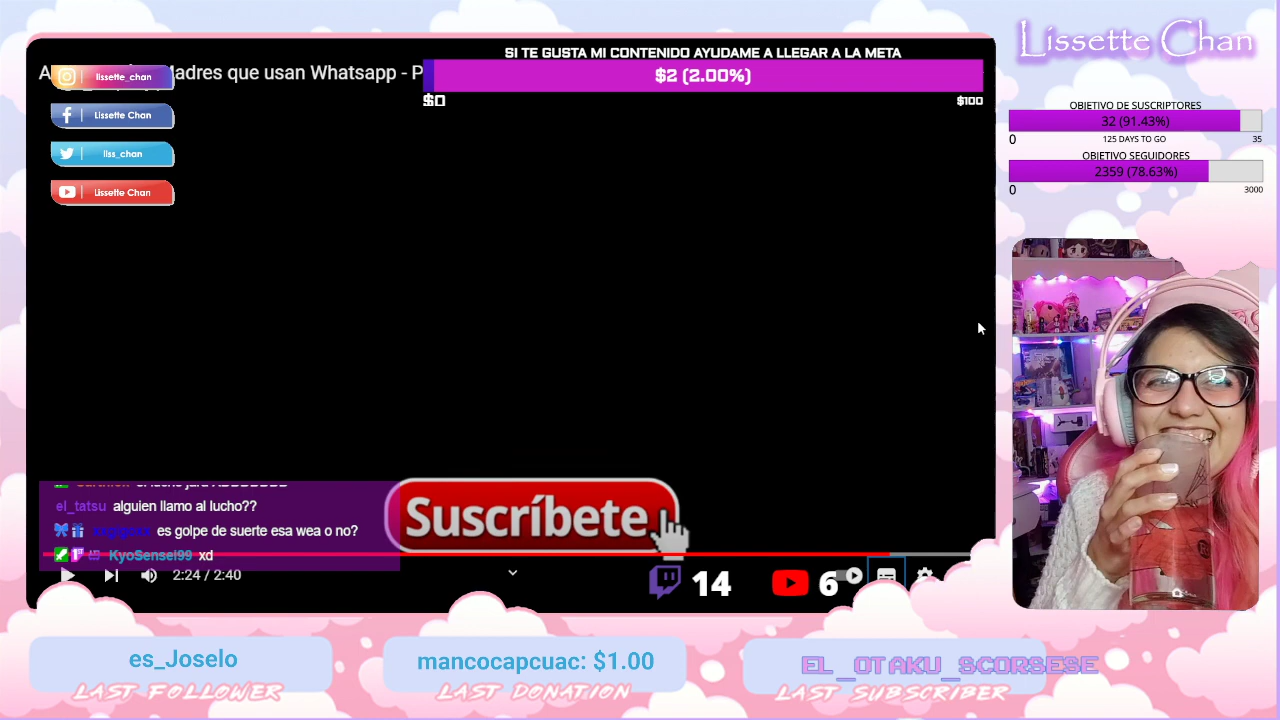 Lissette Chan
SI TE GUSTA MI CONTENIDO AYUDAME A LLEGAR A LA META
Madres que usan Whatsapp - P
$2 (2.00%)
$0
$100
lissette_chan
Lissette Chan
liss_chan
Lissette Chan
OBJETIVO DE SUSCRIPTORES
32 (91.43%)
0
125 DAYS TO GO
35
OBJETIVO SEGUIDORES
2359 (78.63%)
0
3000
el_tatsu alguien llamo al lucho??
es golpe de suerte esa wea o no?
KyoSensei99 xd
Suscríbete
2:24 / 2:40
14
6
es_Joselo
LAST FOLLOWER
mancocapcuac: $1.00
LAST DONATION
EL_OTAKU_SCORSESE
LAST SUBSCRIBER